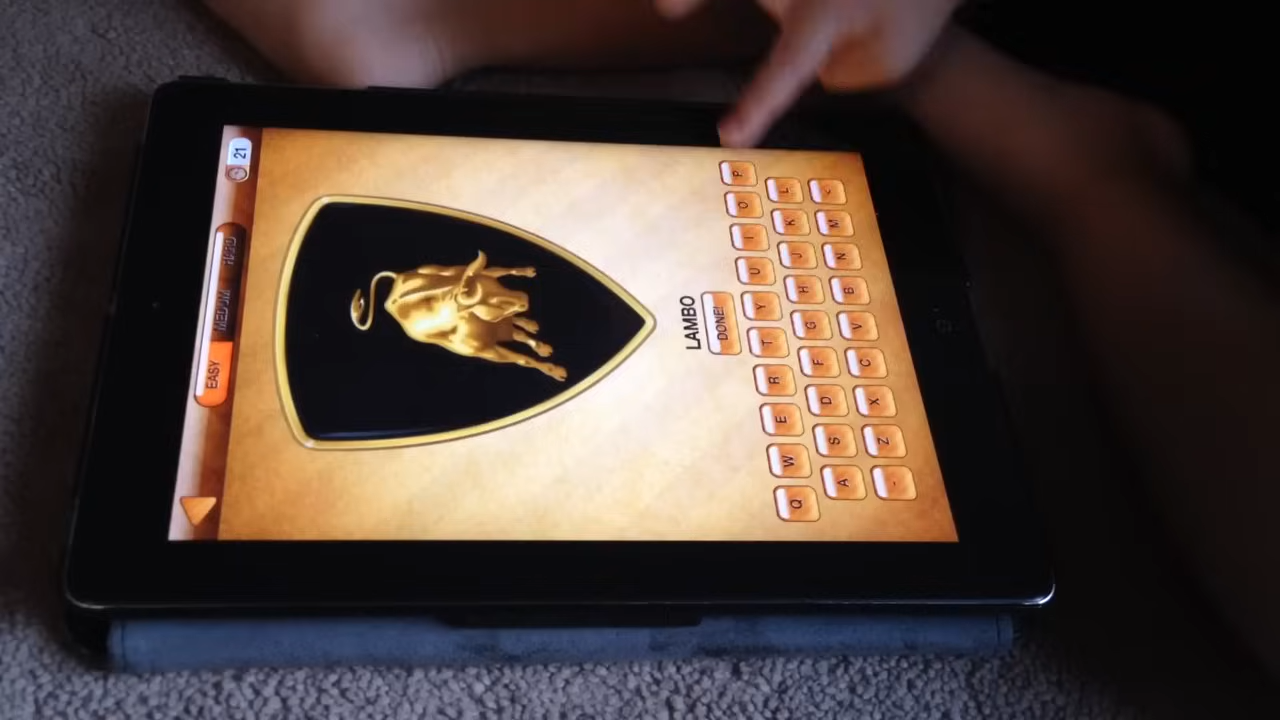 EASY MEDIUM HARD 21
LAMBO
DONE!
Q W E R T Y U I O P
A S D F G H J K L
- Z X C V B N M <